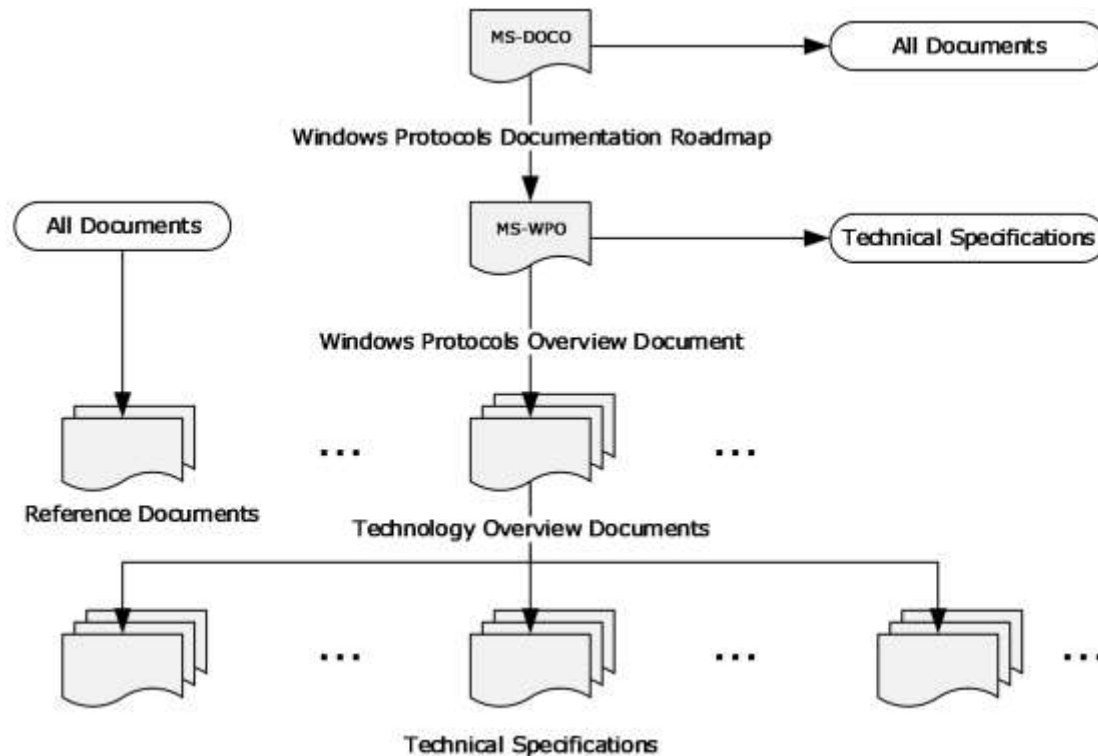 MS-DOCO
All Documents
Windows Protocols Documentation Roadmap
All Documents
MS-WPO
Technical Specifications
Windows Protocols Overview Document
...
...
Reference Documents
Technology Overview Documents
...
...
...
Technical Specifications